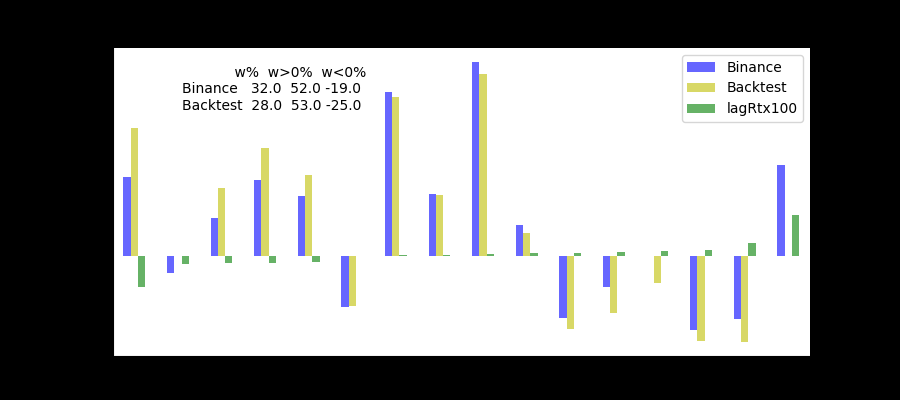 w% w>0% w<0%
Binance 32.0 52.0 -19.0
Backtest 28.0 53.0 -25.0
Binance
Backtest
lagRtx100